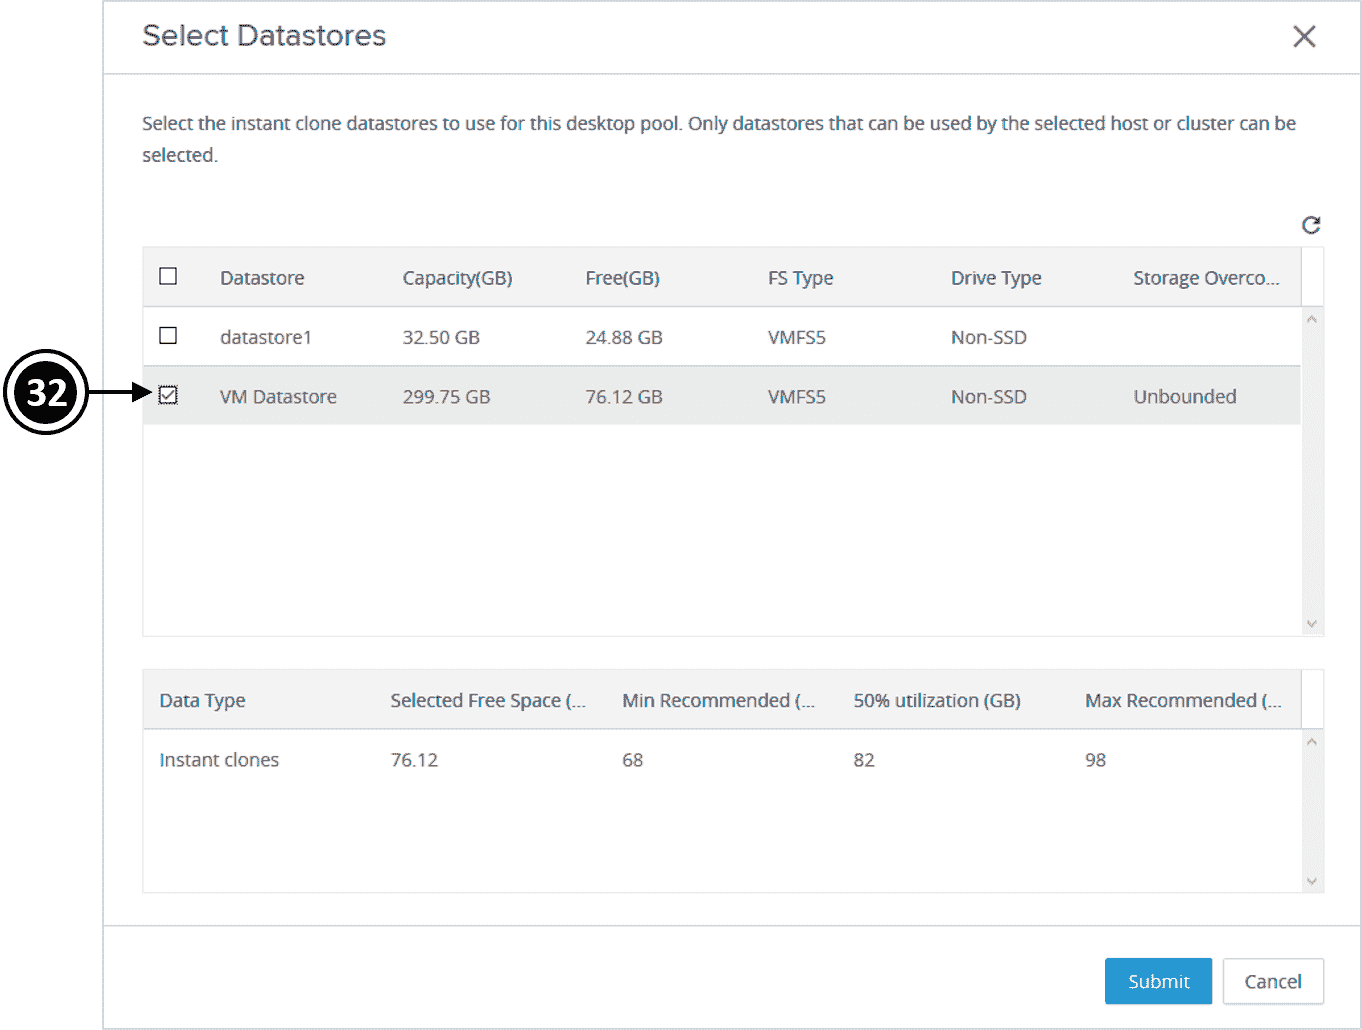 Select Datastores
Select the instant clone datastores to use for this desktop pool. Only datastores that can be used by the selected host or cluster can be
selected.
Datastore Capacity(GB) Free(GB) FS Type Drive Type Storage Overco...
datastore1 32.50 GB 24.88 GB VMFS5 Non-SSD
32 VM Datastore 299.75 GB 76.12 GB VMFS5 Non-SSD Unbounded
Data Type Selected Free Space (... Min Recommended (... 50% utilization (GB) Max Recommended (...
Instant clones 76.12 68 82 98
Submit Cancel